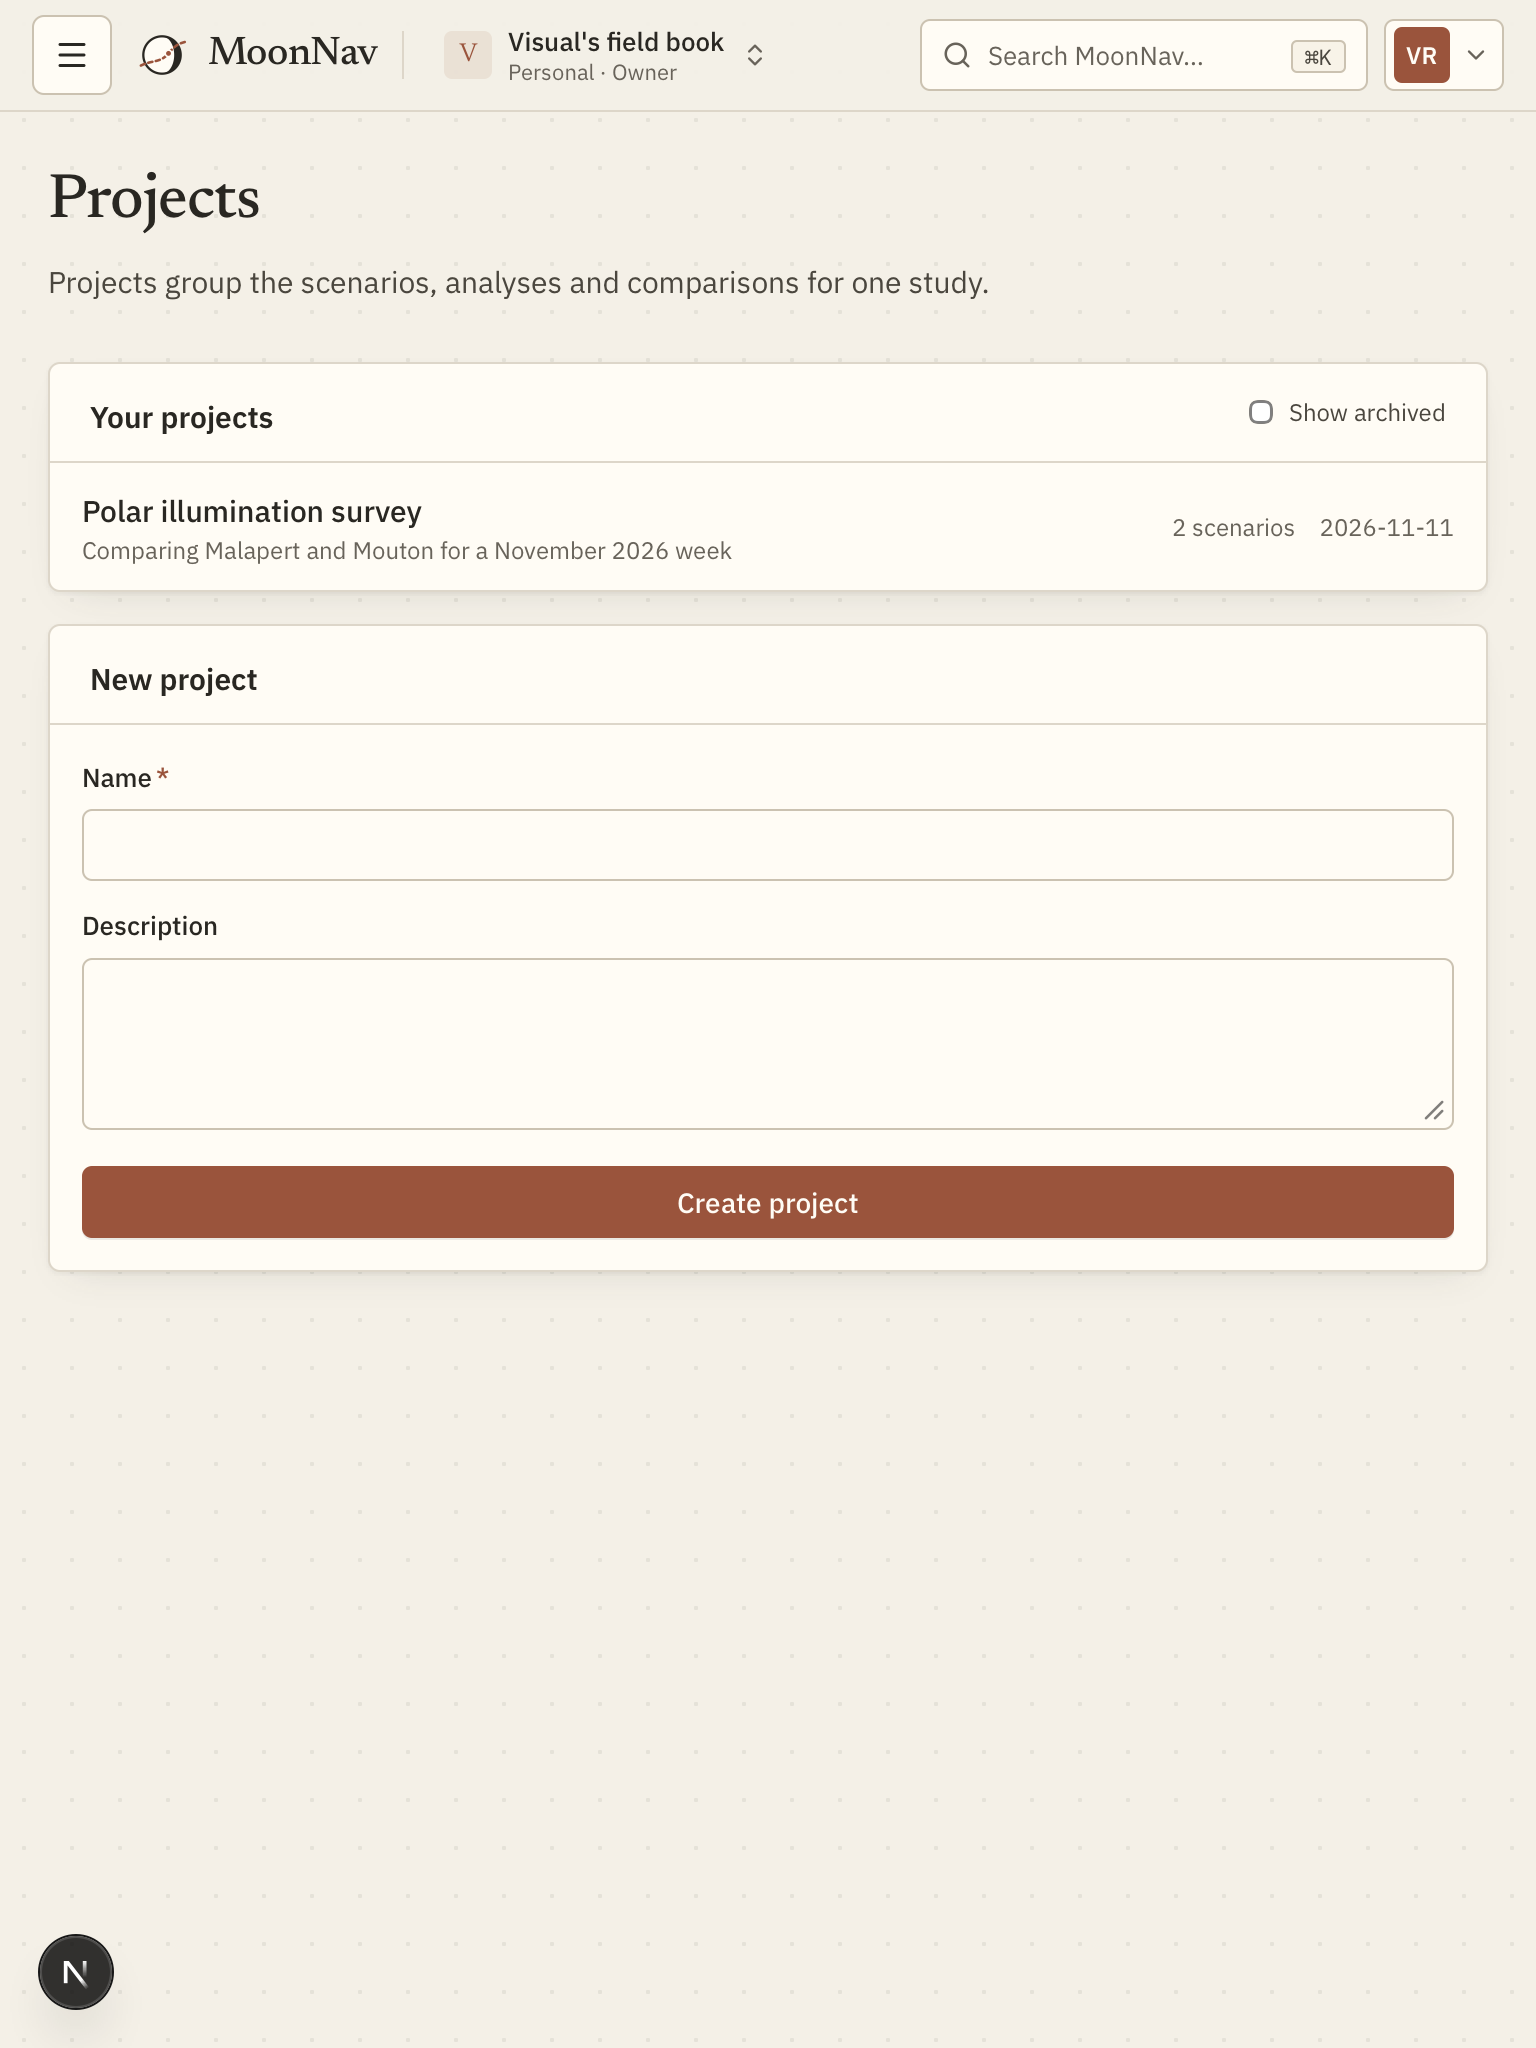 MoonNav
V
Visual's field book
Personal · Owner
Search MoonNav...
⌘K
VR
Projects
Projects group the scenarios, analyses and comparisons for one study.
Your projects
Show archived
Polar illumination survey
Comparing Malapert and Mouton for a November 2026 week
2 scenarios 2026-11-11
New project
Name *
Description
Create project
N